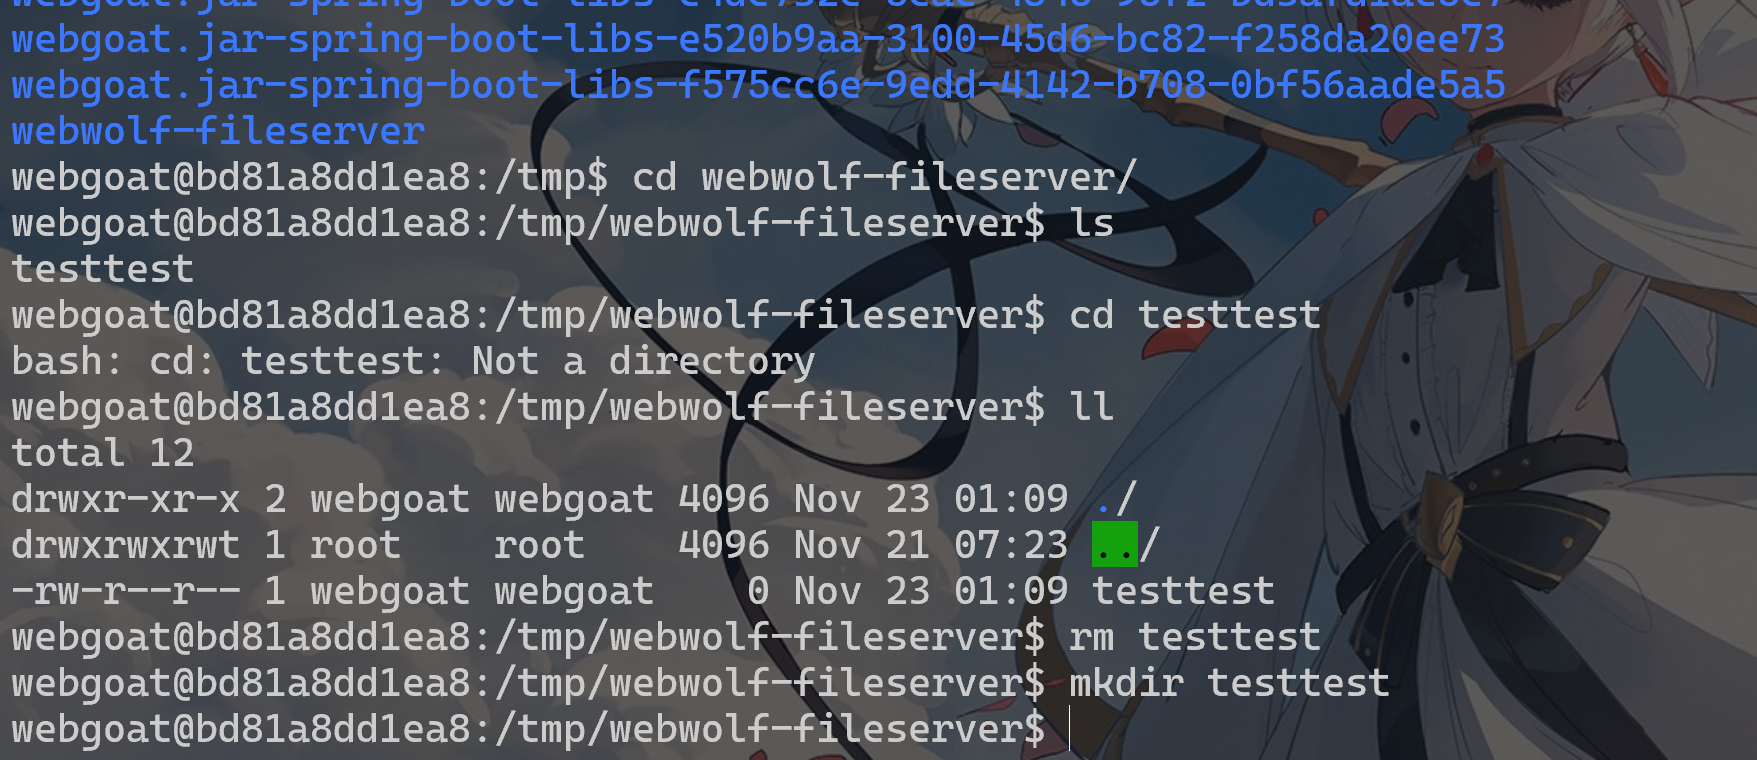 webgoat.jar-spring-boot-libs-e520b9aa-3100-45d6-bc82-f258da20ee73
webgoat.jar-spring-boot-libs-f575cc6e-9edd-4142-b708-0bf56aade5a5
webwolf-fileserver
webgoat@bd81a8dd1ea8:/tmp$ cd webwolf-fileserver/
webgoat@bd81a8dd1ea8:/tmp/webwolf-fileserver$ ls
testtest
webgoat@bd81a8dd1ea8:/tmp/webwolf-fileserver$ cd testtest
bash: cd: testtest: Not a directory
webgoat@bd81a8dd1ea8:/tmp/webwolf-fileserver$ ll
total 12
drwxr-xr-x 2 webgoat webgoat 4096 Nov 23 01:09 ./
drwxrwxrwt 1 root    root    4096 Nov 21 07:23 ../
-rw-r--r-- 1 webgoat webgoat    0 Nov 23 01:09 testtest
webgoat@bd81a8dd1ea8:/tmp/webwolf-fileserver$ rm testtest
webgoat@bd81a8dd1ea8:/tmp/webwolf-fileserver$ mkdir testtest
webgoat@bd81a8dd1ea8:/tmp/webwolf-fileserver$